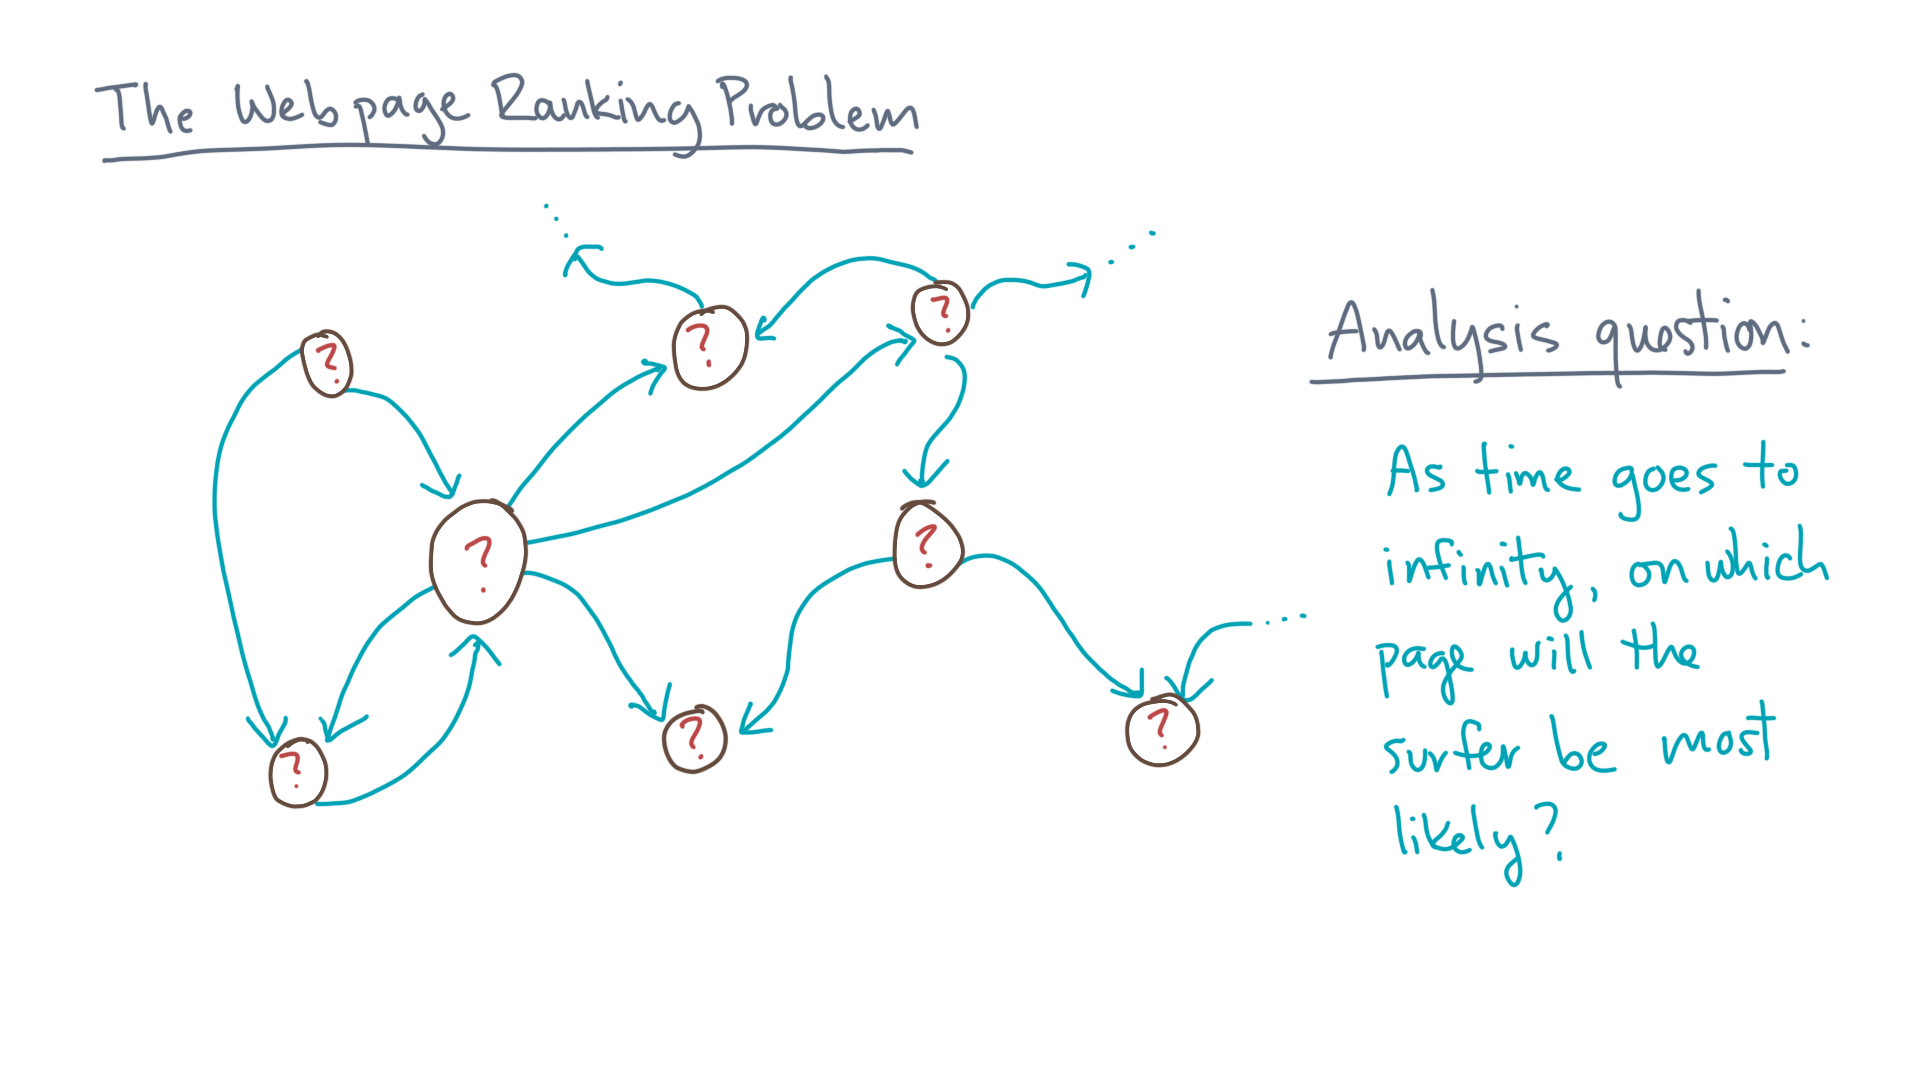 The Webpage Ranking Problem
?
?
?
?
?
?
?
?
Analysis question:
As time goes to
infinity, on which
page will the
surfer be most
likely?